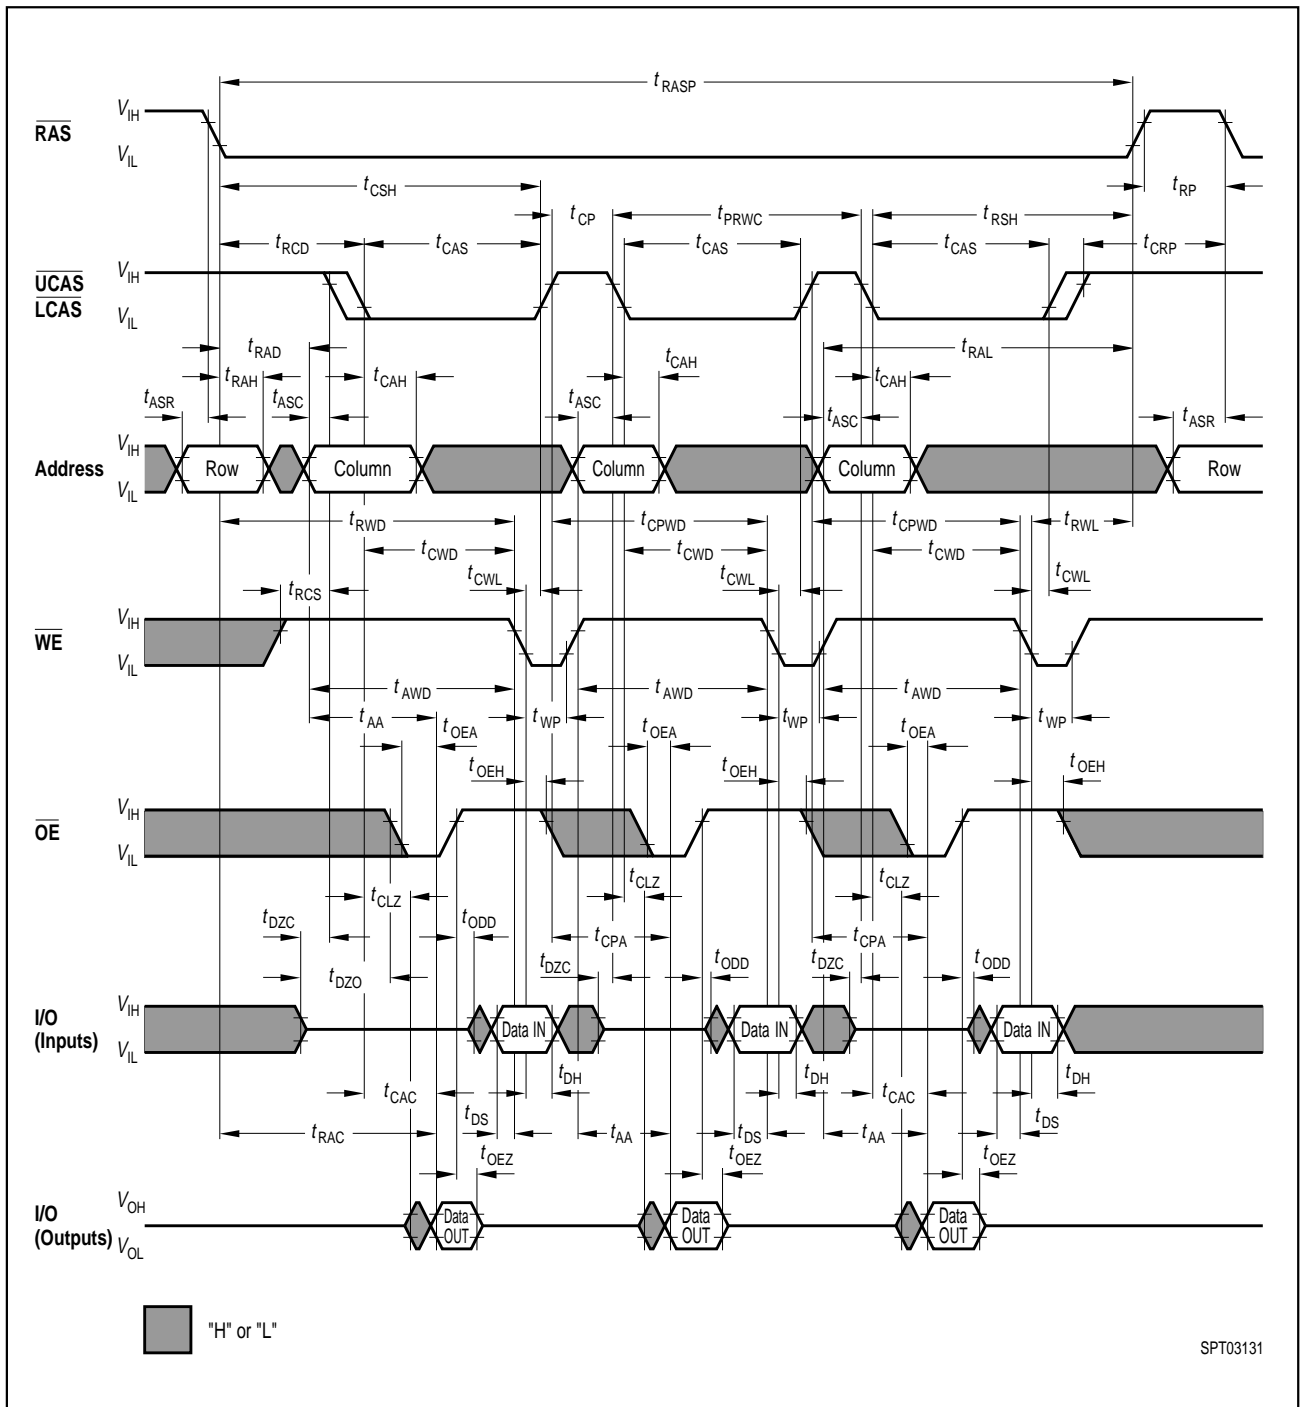 tRASP
VIH
RAS
VIL
tCSH
tRP
tCP
tPRWC
tRSH
tRCD
tCAS
tCAS
tCAS
tCRP
VIH
UCAS
LCAS
VIL
tRAD
tRAL
tRAH
tCAH
tCAH
tCAH
tASR
tASC
tASC
tASC
tASR
VIH
Address
Row
Column
Column
Column
Row
VIL
tRWD
tCPWD
tCPWD
tRWL
tCWD
tCWD
tCWD
tRCS
tCWL
tCWL
tCWL
VIH
WE
VIL
tAWD
tAWD
tAWD
tAA
tOEA
tWP
tOEA
tWP
tOEA
tWP
tOEH
tOEH
tOEH
VIH
OE
VIL
tCLZ
tCLZ
tCLZ
tDZC
tODD
tCPA
tCPA
tDZO
tDZC
tODD
tDZC
tODD
VIH
I/O
(Inputs)
Data IN
Data IN
Data IN
VIL
tDH
tDH
tDH
tCAC
tCAC
tDS
tDS
tDS
tRAC
tAA
tAA
tOEZ
tOEZ
tOEZ
VOH
I/O
(Outputs)
VOL
Data
OUT
Data
OUT
Data
OUT
"H" or "L"
SPT03131